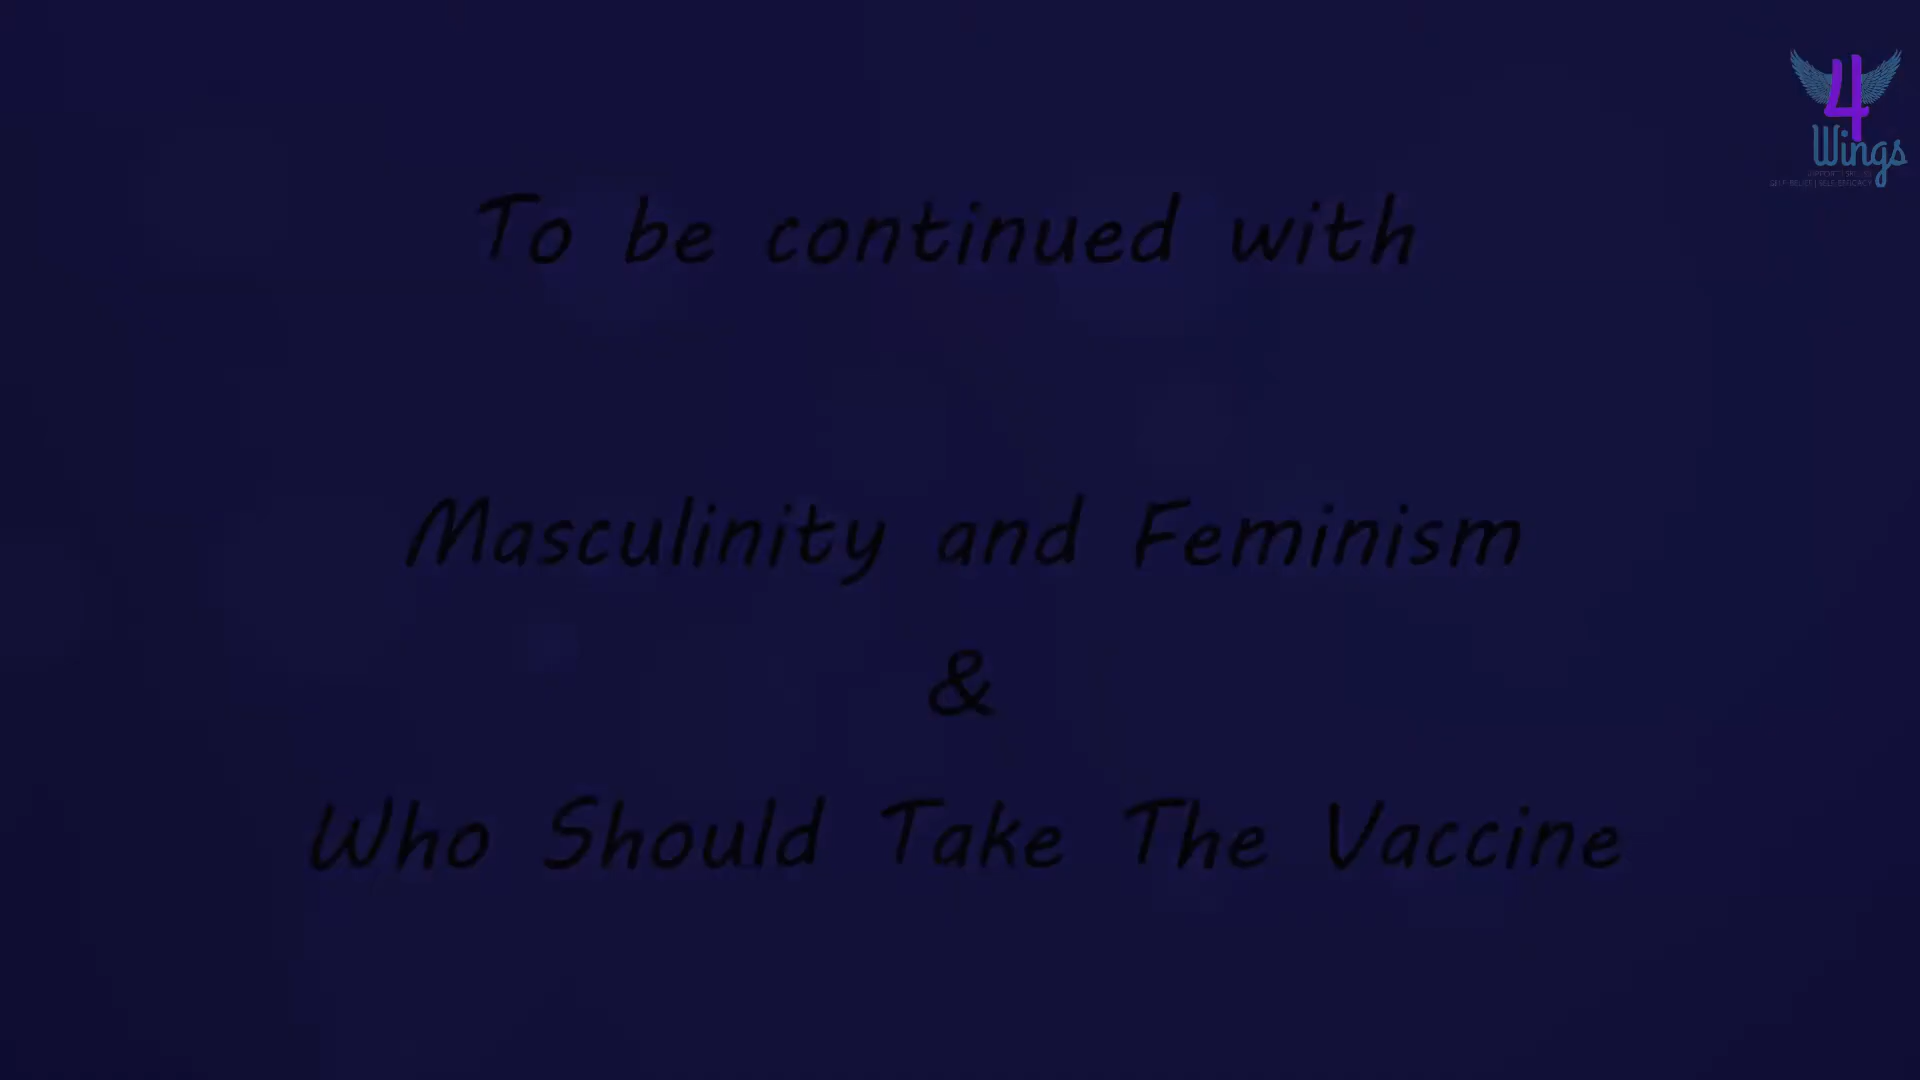 4
Wings
To be continued with
Masculinity and Feminism
&
Who Should Take The Vaccine